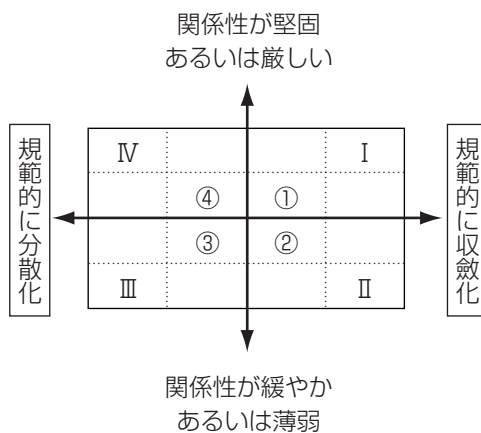 関係性が堅固
あるいは厳しい
規範的に分散化
Ⅳ
Ⅰ
④
①
③
②
Ⅲ
Ⅱ
規範的に収斂化
関係性が緩やか
あるいは薄弱